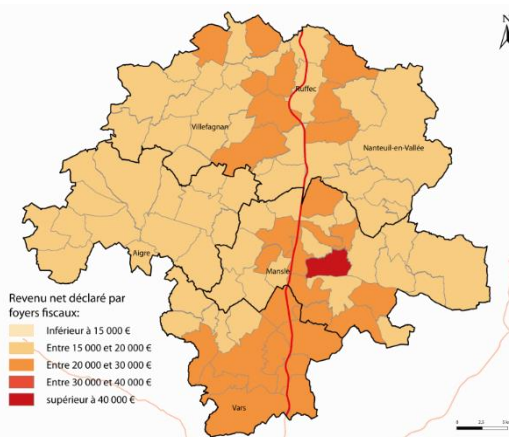 N
Ruffec
Villefagnan
Nanteuil-en-Vallée
Aigre
Mansle
Revenu net déclaré par
foyers fiscaux:
Inférieur à 15 000 €
Entre 15 000 et 20 000 €
Entre 20 000 et 30 000 €
Entre 30 000 et 40 000 €
supérieur à 40 000 €
Vars